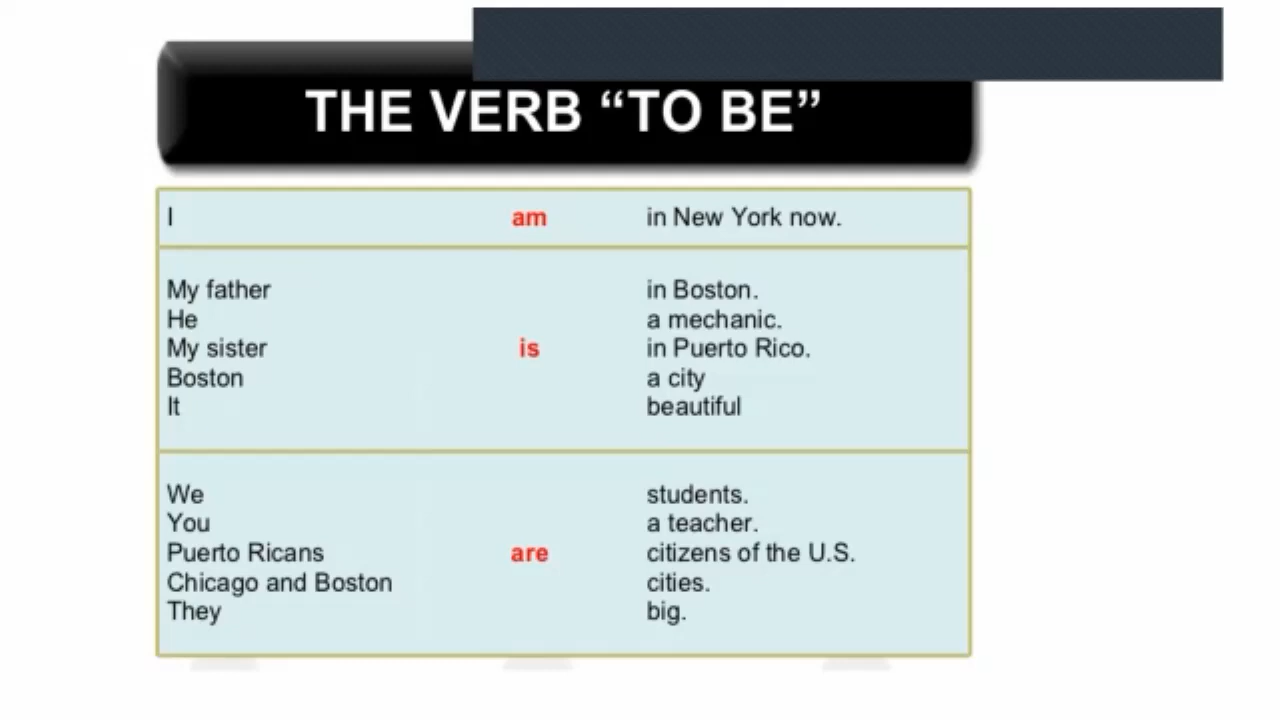 THE VERB “TO BE”
I am in New York now.
My father in Boston.
He a mechanic.
My sister is in Puerto Rico.
Boston a city
It beautiful
We students.
You a teacher.
Puerto Ricans are citizens of the U.S.
Chicago and Boston cities.
They big.